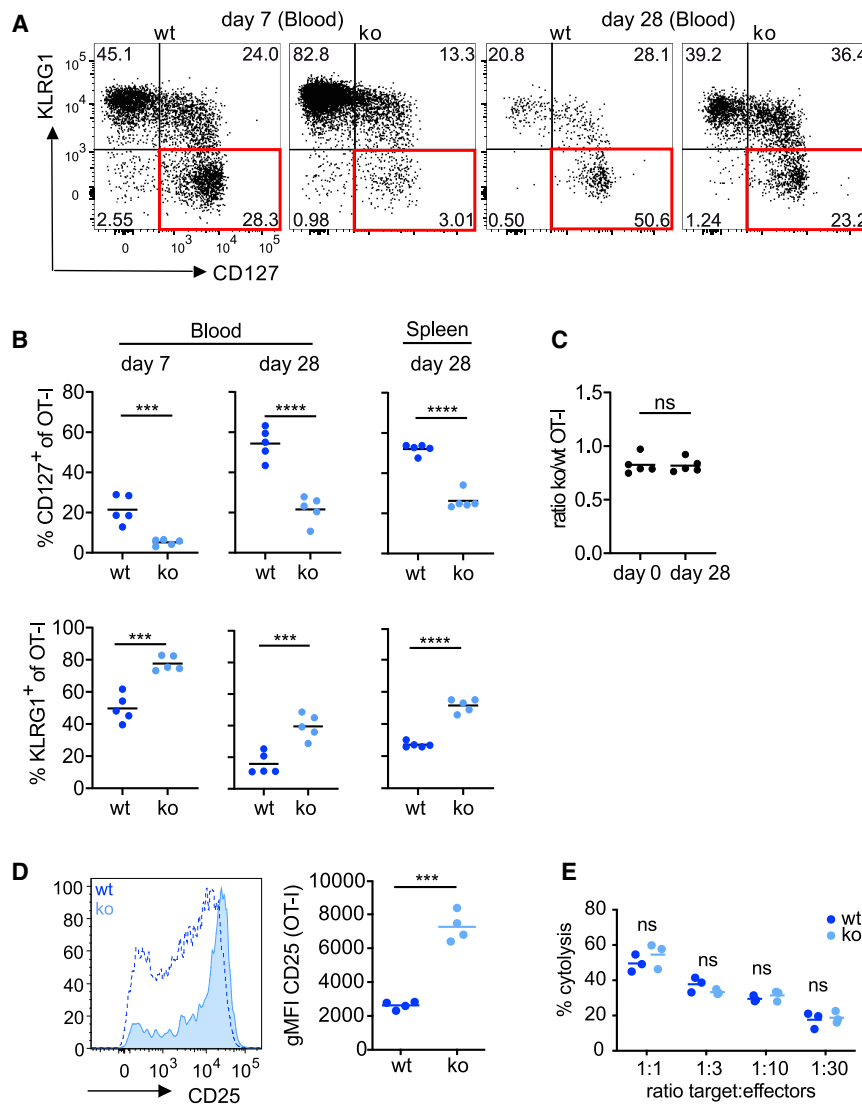 A
day 7 (Blood)
day 28 (Blood)
wt
ko
wt
ko
KLRG1
10⁵
10⁴
10³
0
45.1
24.0
2.55
28.3
82.8
13.3
0.98
3.01
20.8
28.1
0.50
50.6
39.2
36.4
1.24
23.2
0 10³ 10⁴ 10⁵
CD127
B
Blood
Spleen
day 7
day 28
day 28
% CD127⁺ of OT-I
80
60
40
20
0
***
****
****
wt ko
wt ko
wt ko
% KLRG1⁺ of OT-I
100
80
60
40
20
0
***
***
****
wt ko
wt ko
wt ko
C
ratio ko/wt OT-I
1.5
1.0
0.5
0.0
ns
day 0 day 28
D
wt
ko
100
80
60
40
20
0
0 10³ 10⁴ 10⁵
CD25
gMFI CD25 (OT-I)
10000
8000
6000
4000
2000
0
***
wt ko
E
% cytolysis
80
60
40
20
0
ns
ns
ns
ns
wt
ko
1:1 1:3 1:10 1:30
ratio target:effectors